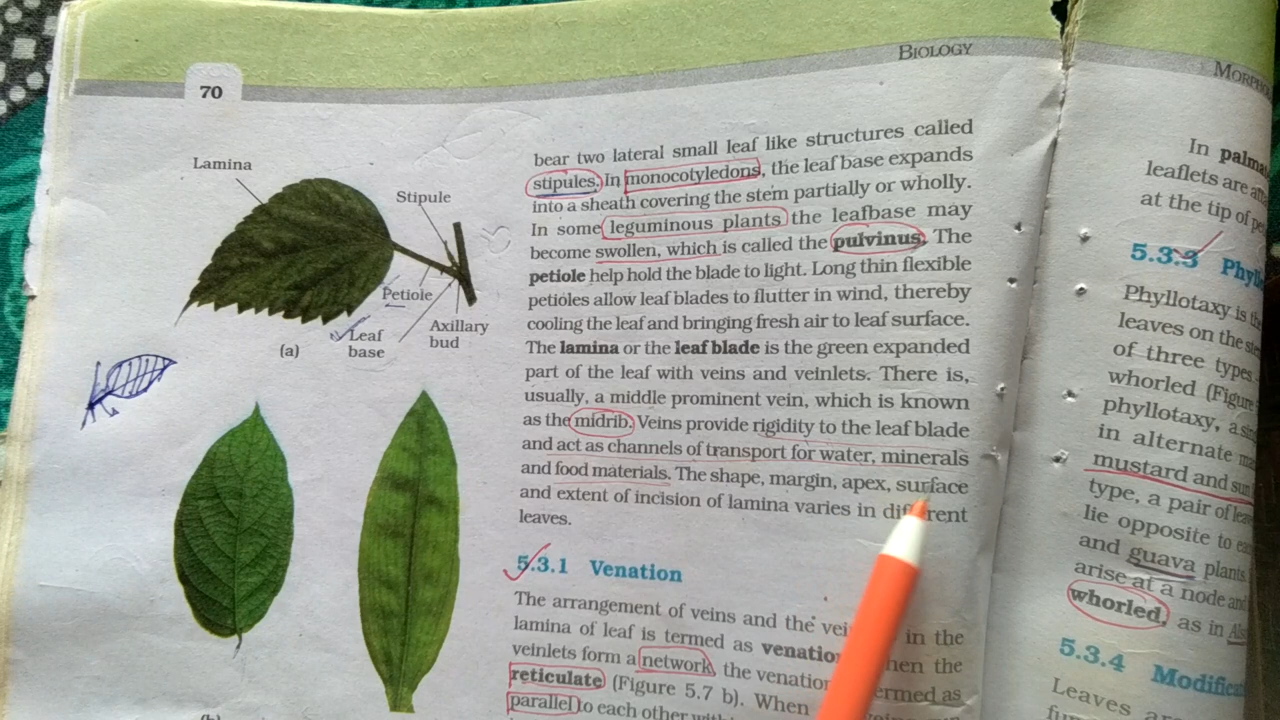 BIOLOGY
70
Lamina
Stipule
Petiole
Leaf
base
Axillary
bud
(a)
bear two lateral small leaf like structures called
stipules. In monocotyledons, the leaf base expands
into a sheath covering the stem partially or wholly.
In some leguminous plants the leafbase may
become swollen, which is called the pulvinus. The
petiole help hold the blade to light. Long thin flexible
petioles allow leaf blades to flutter in wind, thereby
cooling the leaf and bringing fresh air to leaf surface.
The lamina or the leaf blade is the green expanded
part of the leaf with veins and veinlets. There is,
usually, a middle prominent vein, which is known
as the midrib. Veins provide rigidity to the leaf blade
and act as channels of transport for water, minerals
and food materials. The shape, margin, apex, surface
and extent of incision of lamina varies in different
leaves.
5.3.1 Venation
The arrangement of veins and the in the
lamina of leaf is termed as
veinlets form a network, the venation
reticulate (Figure 5.7 b). When
parallel to each other
In
leaflets are
at the tip of
5.3.3
Phyllotaxy is the
leaves on the
of three types
whorled (Figure
phyllotaxy, a
in alternate
mustard and
type, a pair of
lie opposite to
and guava plants.
arise at a node and
whorled, as in
5.3.4
Leaves